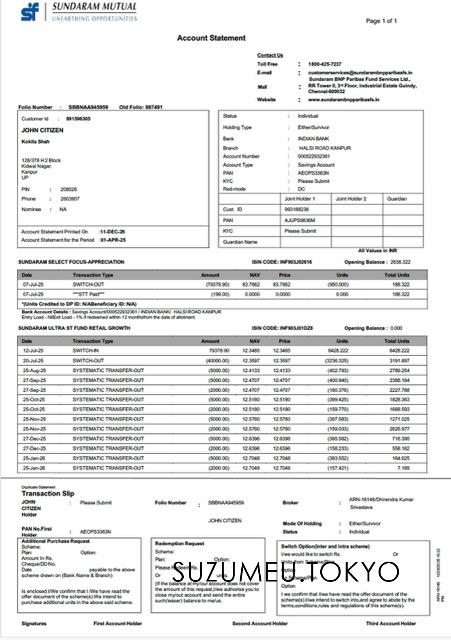 SUNDARAM MUTUAL
UNEARTHING OPPORTUNITIES
Page 1 of 1
Account Statement
Contact Us
Toll Free : 1800-425-7237
E-mail : customerservices@sundarambnpparibasfs.in
Sundaram BNP Paribas Fund Services Ltd.,
Mail : RR Tower II, 3rd Floor, Industrial Estate Guindy,
Chennai-600032
Website : www.sundarambnpparibasfs.in
Folio Number : SBBNAA945959 Old Folio: 887491
Customer Id : 991596305
JOHN CITIZEN
Kokila Shah
128/378 H 2 Block
Kidwai Nagar,
Kanpur
UP
PIN : 208026
Phone : 2603957
Nominee : NA
Account Statement Printed On :11-DEC-26
Account Statement for the Period :01-APR-25
Status : Individual
Holding Type : Either/Survivor
Bank : INDIAN BANK
Branch : HALSI ROAD KANPUR
Account Number : 000522932361
Account Type : Savings Account
PAN : AEOPS3363N
KYC : Please Submit
Red-mode : DC
Joint Holder 1 Joint Holder 2 Guardian
Cust. ID 993188238
PAN AJUPS9836M
KYC Please Submit
Guardian Name
All Values in INR
SUNDARAM SELECT FOCUS-APPRECIATION ISIN CODE: INF903J02616 Opening Balance : 2638.322
Date Transaction Type Amount NAV Price Units Total Units
07-Jul-25 SWITCH-OUT (79378.90) 83.7662 83.7662 (950.000) 188.322
07-Jul-25 ***STT Paid*** (199.00) 0.0000 0.0000 0.000 188.322
*(Units Credited to DP ID: N/ABeneficiary ID: N/A)
Bank Account Details : Savings Account/000522932361 / INDIAN BANK/ HALSI ROAD KANPUR
Entry Load - Nil/Exit Load - 1% if redeemed within 12 monthsfrom the date of allotment.
SUNDARAM ULTRA ST FUND RETAIL GROWTH ISIN CODE: INF903J01DZ8 Opening Balance : 0.000
Date Transaction Type Amount NAV Price Units Total Units
12-Jul-25 SWITCH-IN 79378.90 12.3485 12.3485 6428.222 6428.222
20-Jul-25 SWITCH-OUT (40000.00) 12.3597 12.3597 (3236.325) 3191.897
25-Aug-25 SYSTEMATIC TRANSFER-OUT (5000.00) 12.4133 12.4133 (402.793) 2789.254
27-Sep-25 SYSTEMATIC TRANSFER-OUT (5000.00) 12.4707 12.4707 (400.940) 2388.164
27-Sep-25 SYSTEMATIC TRANSFER-OUT (2000.00) 12.4707 12.4707 (160.376) 2227.788
25-Oct-25 SYSTEMATIC TRANSFER-OUT (5000.00) 12.5180 12.5180 (399.425) 1828.363
25-Oct-25 SYSTEMATIC TRANSFER-OUT (2000.00) 12.5180 12.5180 (159.770) 1668.593
25-Nov-25 SYSTEMATIC TRANSFER-OUT (5000.00) 12.5760 12.5760 (397.583) 1271.025
25-Nov-25 SYSTEMATIC TRANSFER-OUT (2000.00) 12.5760 12.5760 (159.033) 2626.977
27-Dec-25 SYSTEMATIC TRANSFER-OUT (5000.00) 12.6396 12.6396 (395.582) 716.395
27-Dec-25 SYSTEMATIC TRANSFER-OUT (2000.00) 12.6396 12.6396 (158.233) 558.162
25-Jan-26 SYSTEMATIC TRANSFER-OUT (5000.00) 12.7048 12.7048 (393.552) 164.625
25-Jan-26 SYSTEMATIC TRANSFER-OUT (2000.00) 12.7048 12.7048 (157.421) 7.189
Duplicate Statement
Transaction Slip
JOHN CITIZEN Holder : Please Submit
Folio Number : SBBNAA945959
JOHN CITIZEN
Broker : ARN-16146/Dhirendra Kumar Srivastava
PAN No.First Holder : AEOPS3363N
Mode Of Holding : Either/Survivor
Status : Individual
Additional Purchase Request
Scheme:
Plan: Option:
Amount In Rs.
Cheque/DD No.
Date payable to the above
scheme drawn on (Bank Name & Branch):
Is enclosed I/We confirm that I /We have read the
offer document of the scheme(s).I/We intend to
purchase additional units in the above said scheme.
Redemption Request
Scheme:
Plan: Option:
Please Redeem Rs.
Or
(If the balance at my/our account does not cover
the amount of this request,I/we authorize you to
close my/our account and send the entire
such(lesser) balance to me/us.
Switch Option(inter and intra scheme)
I/we would like to switch Rs. Or
Option:
I /we confirm that I /we have read the offer document
of the scheme(s)I/we intend to switch into,and agree to abide by the
terms,conditions,rules and regulations of the scheme(s).
SUZUMEU TOKYO
Signatures First Account Holder Second Account Holder Third Account Holder